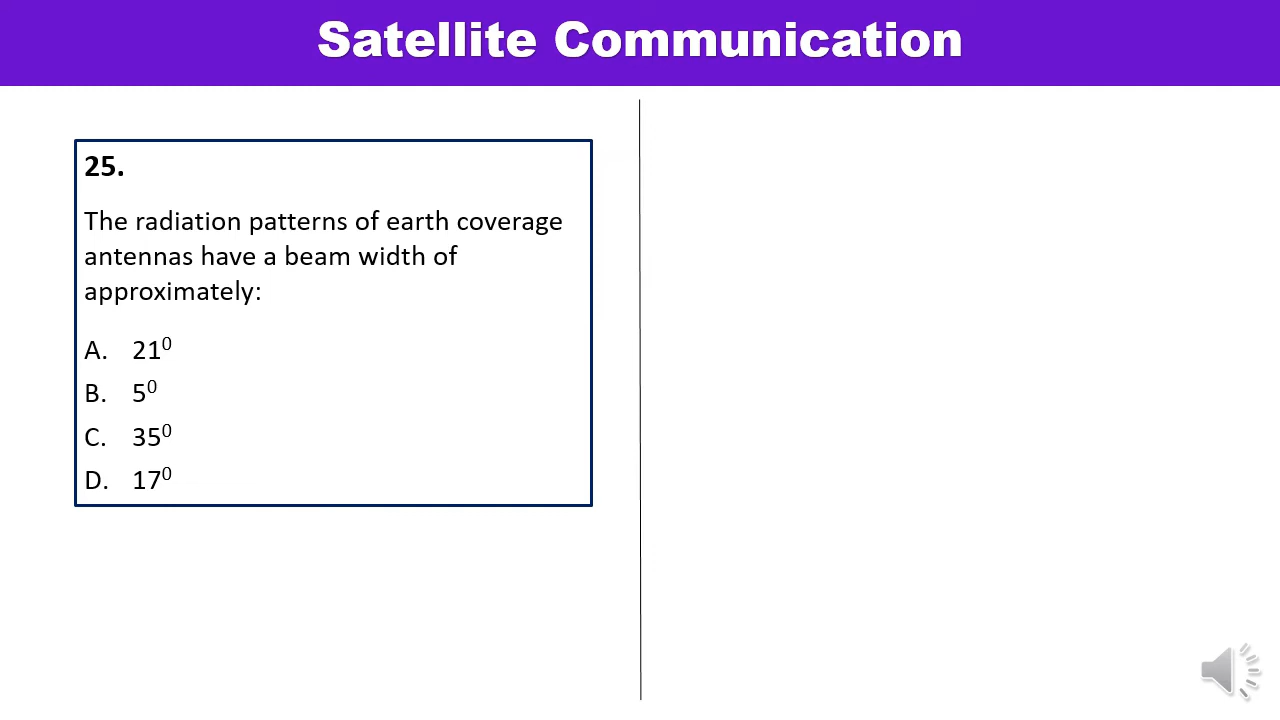 Satellite Communication
25.
The radiation patterns of earth coverage
antennas have a beam width of
approximately:
A. 21⁰
B. 5⁰
C. 35⁰
D. 17⁰